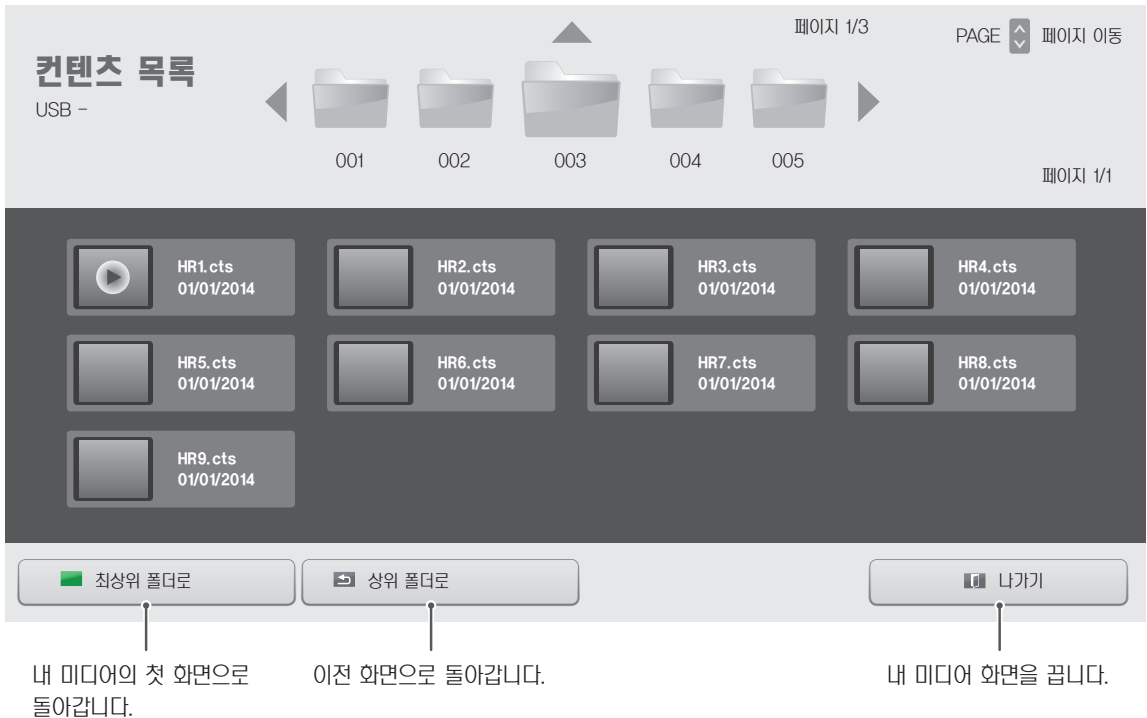 페이지 1/3
PAGE 페이지 이동
컨텐츠 목록
USB -
001 002 003 004 005
페이지 1/1
HR1.cts HR2.cts HR3.cts HR4.cts
01/01/2014 01/01/2014 01/01/2014 01/01/2014
HR5.cts HR6.cts HR7.cts HR8.cts
01/01/2014 01/01/2014 01/01/2014 01/01/2014
HR9.cts
01/01/2014
최상위 폴더로 상위 폴더로 나가기
내 미디어의 첫 화면으로
돌아갑니다.
이전 화면으로 돌아갑니다.
내 미디어 화면을 끕니다.